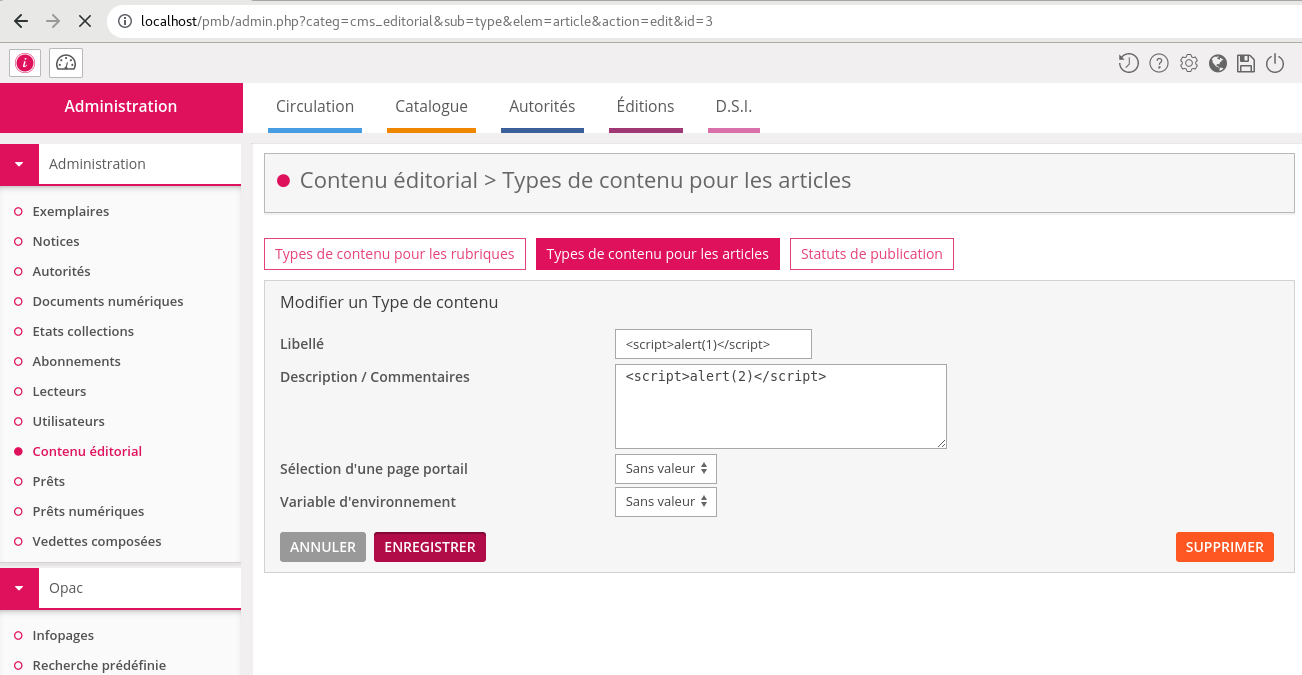 localhost/pmb/admin.php?categ=cms_editorial&sub=type&elem=article&action=edit&id=3
Administration
Circulation
Catalogue
Autorités
Éditions
D.S.I.
Administration
Exemplaires
Notices
Autorités
Documents numériques
Etats collections
Abonnements
Lecteurs
Utilisateurs
Contenu éditorial
Prêts
Prêts numériques
Vedettes composées
Opac
Infopages
Recherche prédéfinie
Contenu éditorial > Types de contenu pour les articles
Types de contenu pour les rubriques
Types de contenu pour les articles
Statuts de publication
Modifier un Type de contenu
Libellé
<script>alert(1)</script>
Description / Commentaires
<script>alert(2)</script>
Sélection d'une page portail
Sans valeur
Variable d'environnement
Sans valeur
ANNULER
ENREGISTRER
SUPPRIMER